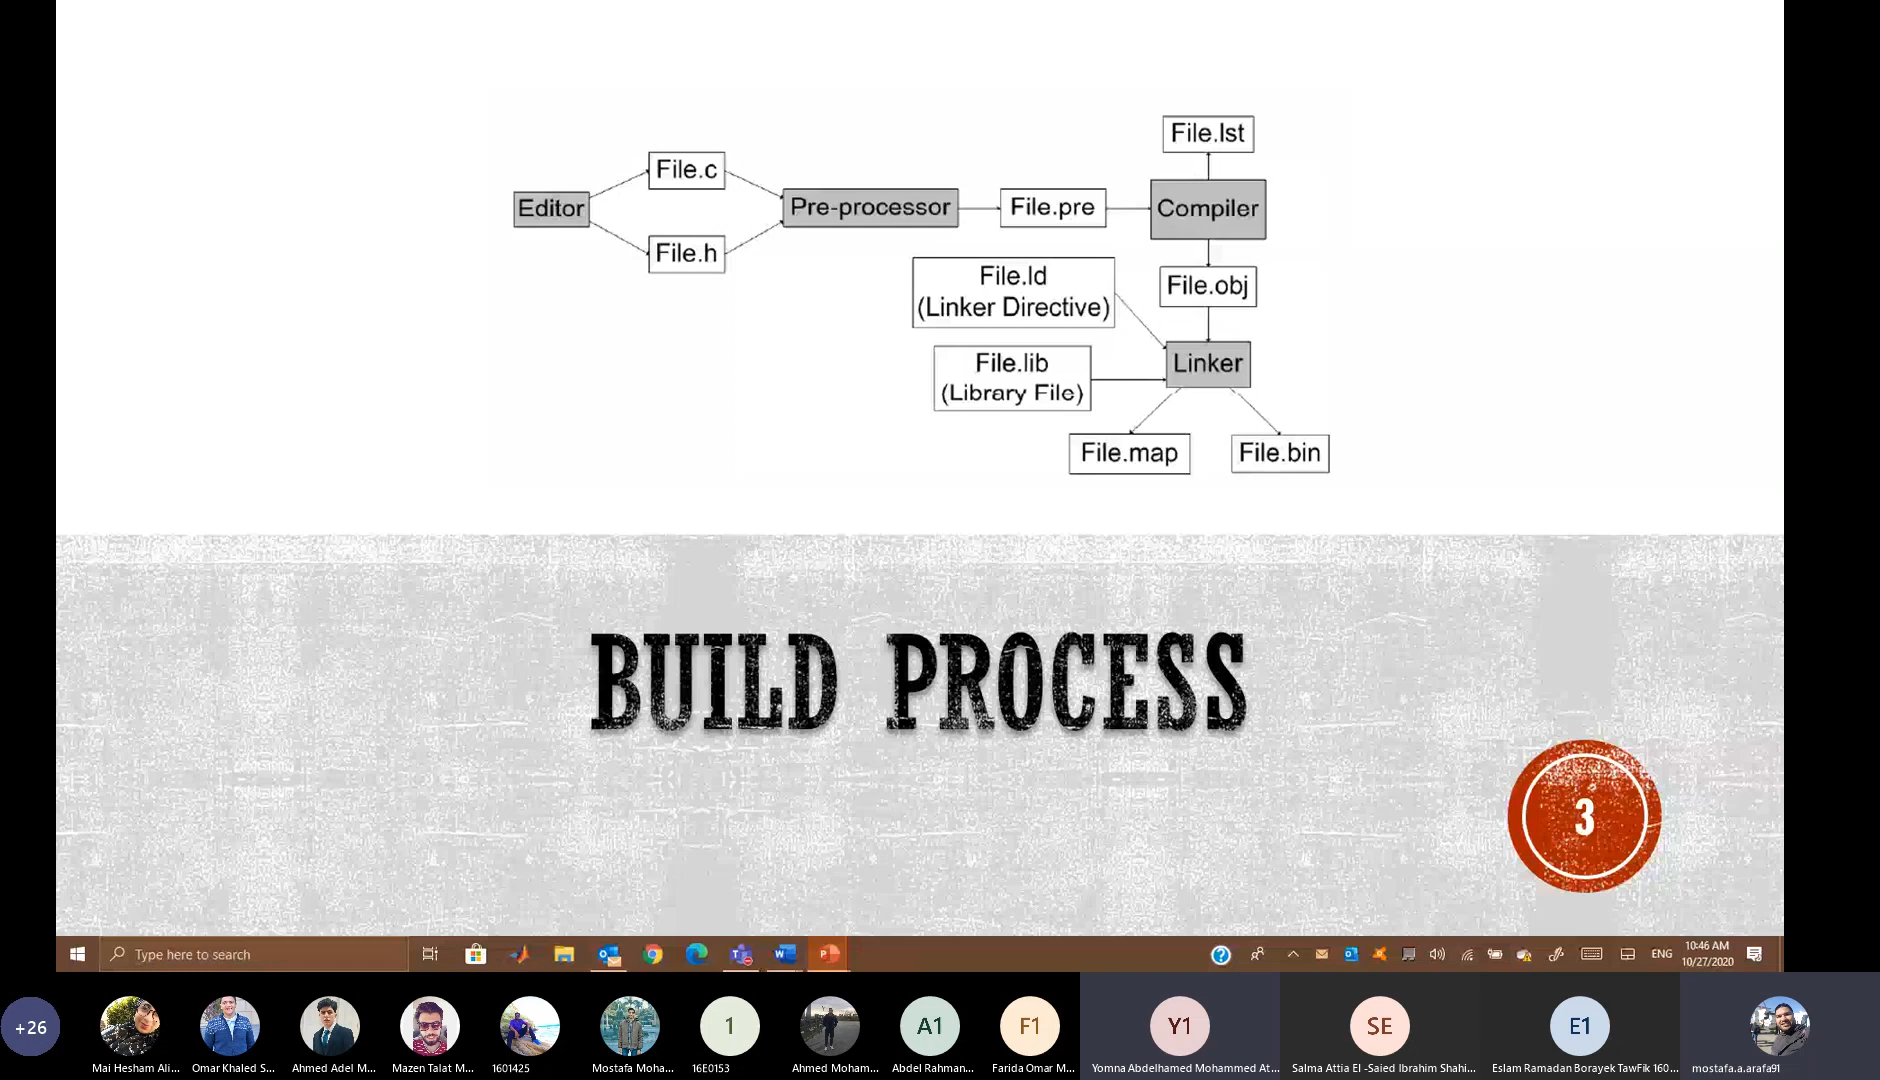 File.lst
File.c
Editor
Pre-processor
File.pre
Compiler
File.h
File.ld
(Linker Directive)
File.obj
File.lib
(Library File)
Linker
File.map
File.bin
BUILD PROCESS
3
Type here to search
ENG
10:46 AM
10/27/2020
+26
1
A1
F1
Y1
SE
E1
Mai Hesham Ali...
Omar Khaled S...
Ahmed Adel M...
Mazen Talat M...
1601425
Mostafa Moha...
16E0153
Ahmed Moham...
Abdel Rahman...
Farida Omar M...
Yomna Abdelhamed Mohammed At...
Salma Attia El -Saied Ibrahim Shahi...
Eslam Ramadan Borayek TawFik 160...
mostafa.a.arafa91